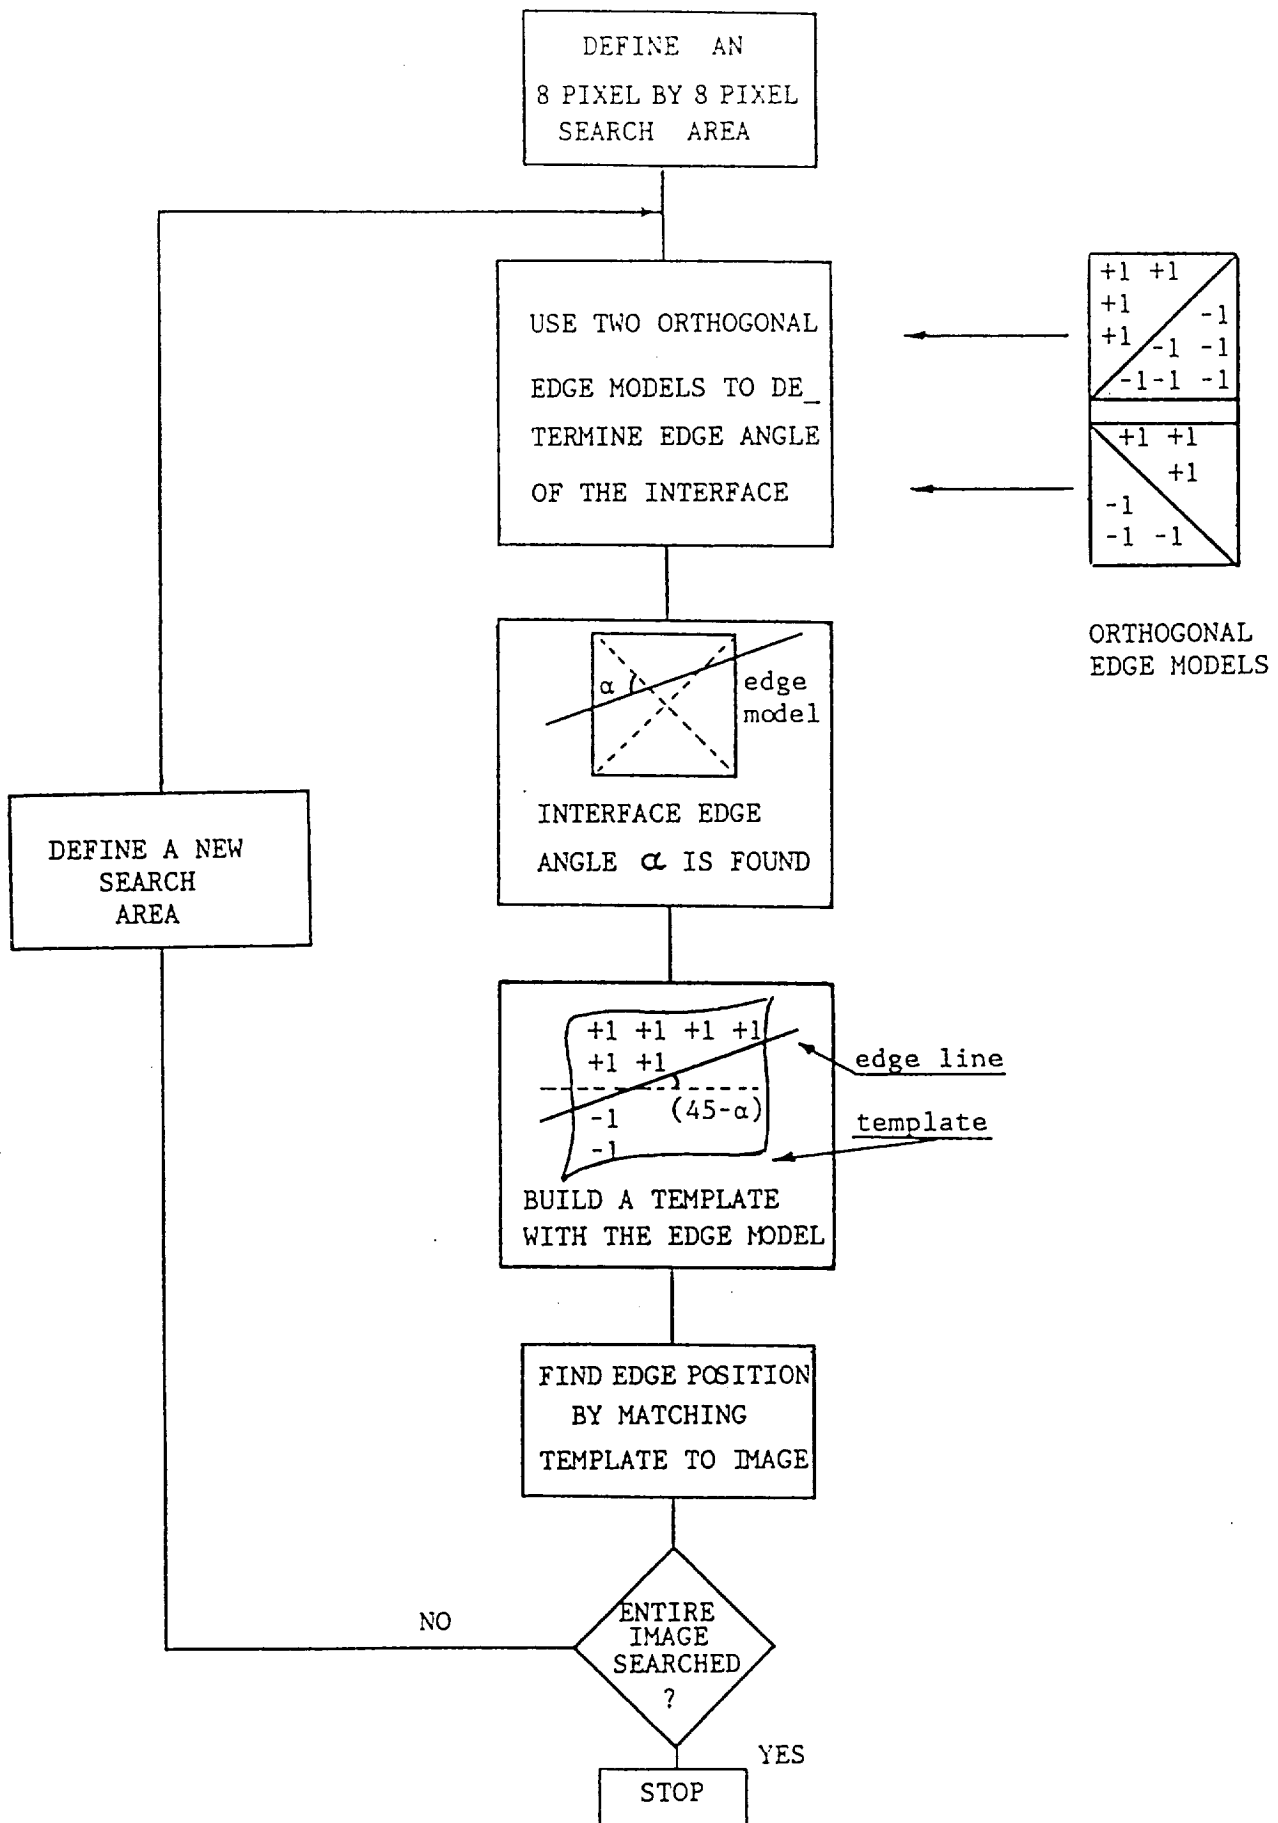 DEFINE AN
8 PIXEL BY 8 PIXEL
SEARCH AREA
USE TWO ORTHOGONAL
EDGE MODELS TO DE_
TERMINE EDGE ANGLE
OF THE INTERFACE
+1 +1
+1
-1
+1
-1 -1
-1 -1 -1
+1 +1
+1
-1
-1 -1
ORTHOGONAL
EDGE MODELS
α
edge
model
INTERFACE EDGE
ANGLE α IS FOUND
DEFINE A NEW
SEARCH
AREA
+1 +1 +1 +1
+1 +1
-1
(45-α)
-1
edge line
template
BUILD A TEMPLATE
WITH THE EDGE MODEL
FIND EDGE POSITION
BY MATCHING
TEMPLATE TO IMAGE
NO
ENTIRE
IMAGE
SEARCHED
?
YES
STOP